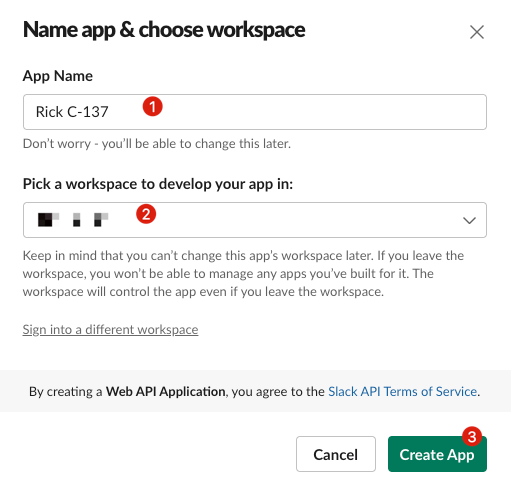 Name app & choose workspace
App Name
Rick C-137 1
Don't worry - you'll be able to change this later.
Pick a workspace to develop your app in:
2
Keep in mind that you can't change this app's workspace later. If you leave the
workspace, you won't be able to manage any apps you've built for it. The
workspace will control the app even if you leave the workspace.
Sign into a different workspace
By creating a Web API Application, you agree to the Slack API Terms of Service.
3
Cancel Create App